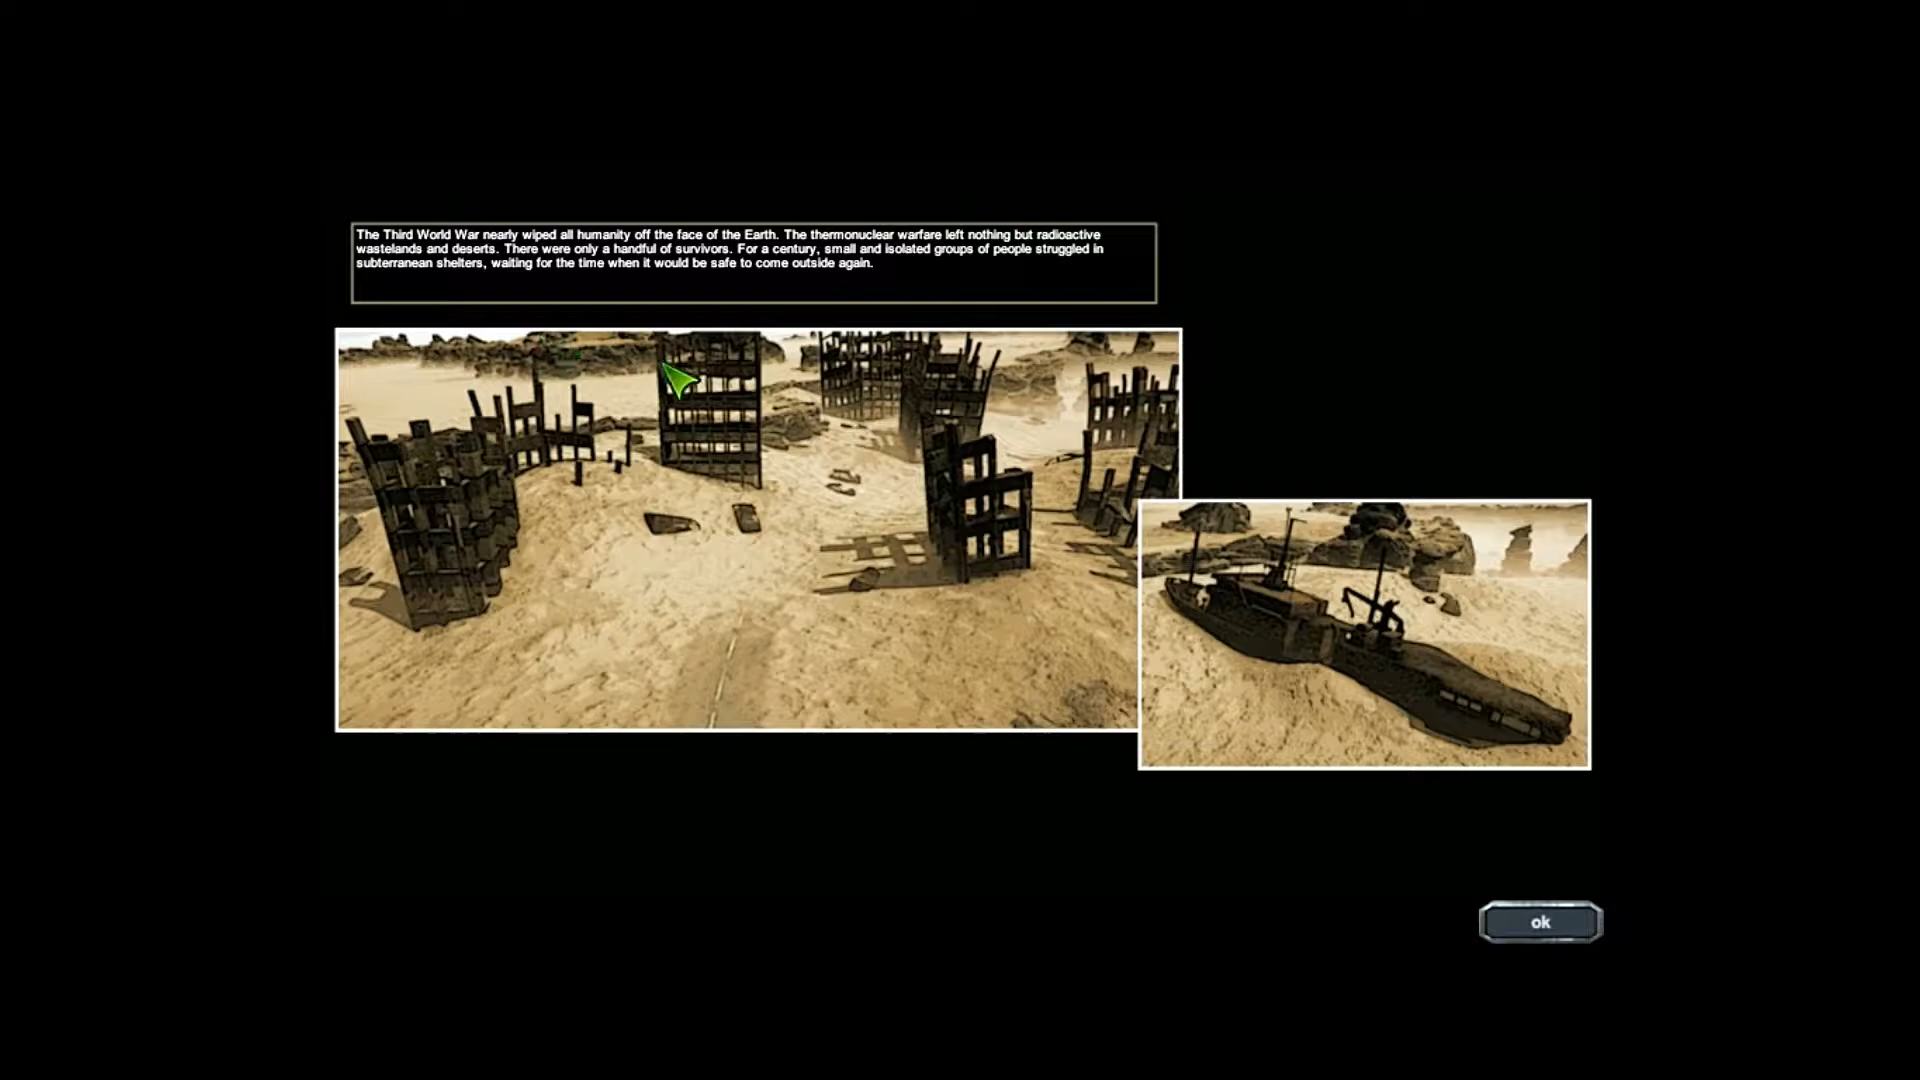 The Third World War nearly wiped all humanity off the face of the Earth. The thermonuclear warfare left nothing but radioactive
wastelands and deserts. There were only a handful of survivors. For a century, small and isolated groups of people struggled in
subterranean shelters, waiting for the time when it would be safe to come outside again.
ok